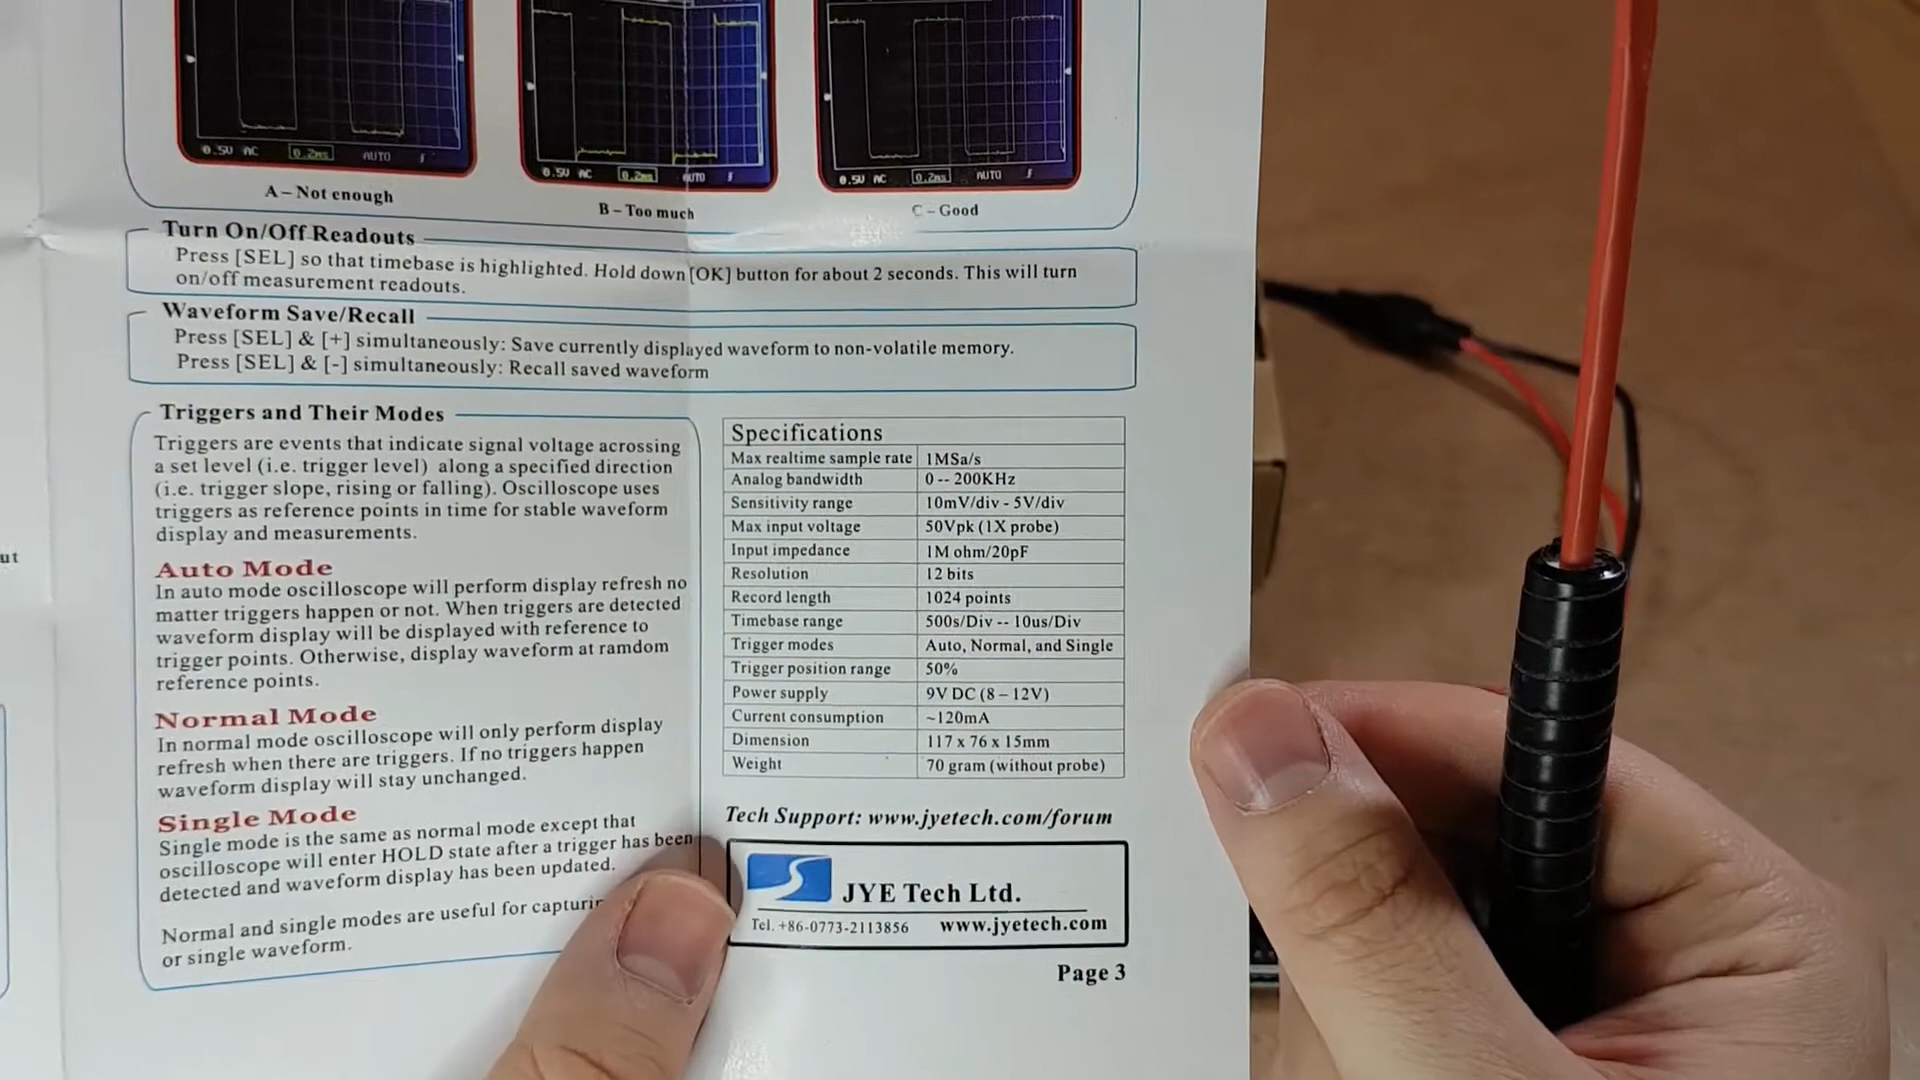 0.5V AC 0.2ms AUTO
0.5V AC 0.2ms AUTO
0.5V AC 0.2ms AUTO
A – Not enough
B – Too much
C – Good
Turn On/Off Readouts
Press [SEL] so that timebase is highlighted. Hold down [OK] button for about 2 seconds. This will turn
on/off measurement readouts.
Waveform Save/Recall
Press [SEL] & [+] simultaneously: Save currently displayed waveform to non-volatile memory.
Press [SEL] & [-] simultaneously: Recall saved waveform
Triggers and Their Modes
Triggers are events that indicate signal voltage acrossing
a set level (i.e. trigger level) along a specified direction
(i.e. trigger slope, rising or falling). Oscilloscope uses
triggers as reference points in time for stable waveform
display and measurements.
Auto Mode
In auto mode oscilloscope will perform display refresh no
matter triggers happen or not. When triggers are detected
waveform display will be displayed with reference to
trigger points. Otherwise, display waveform at ramdom
reference points.
Normal Mode
In normal mode oscilloscope will only perform display
refresh when there are triggers. If no triggers happen
waveform display will stay unchanged.
Single Mode
Single mode is the same as normal mode except that
oscilloscope will enter HOLD state after a trigger has been
detected and waveform display has been updated.
Normal and single modes are useful for
or single waveform.
Specifications
Max realtime sample rate 1MSa/s
Analog bandwidth 0 -- 200KHz
Sensitivity range 10mV/div - 5V/div
Max input voltage 50Vpk (1X probe)
Input impedance 1M ohm/20pF
Resolution 12 bits
Record length 1024 points
Timebase range 500s/Div -- 10us/Div
Trigger modes Auto, Normal, and Single
Trigger position range 50%
Power supply 9V DC (8 – 12V)
Current consumption ~120mA
Dimension 117 x 76 x 15mm
Weight 70 gram (without probe)
Tech Support: www.jyetech.com/forum
JYE Tech Ltd.
Tel. +86-0773-2113856 www.jyetech.com
Page 3